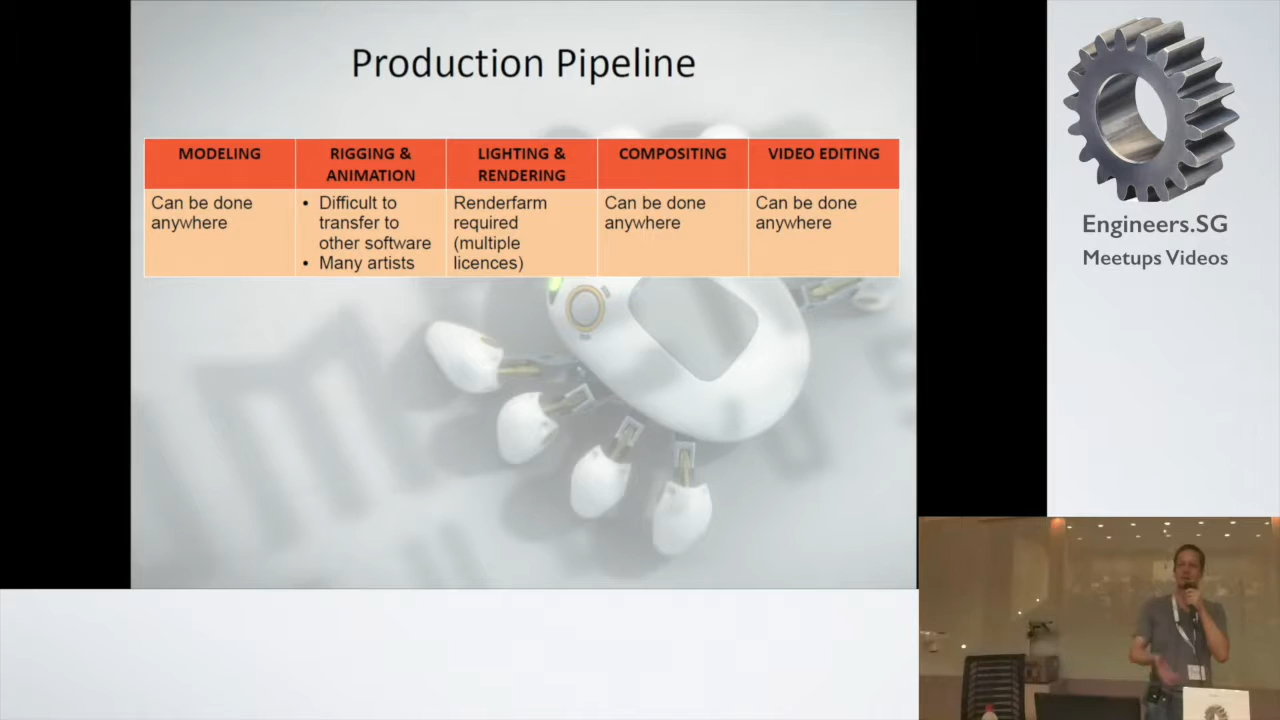 Production Pipeline
MODELING
RIGGING &
ANIMATION
LIGHTING &
RENDERING
COMPOSITING
VIDEO EDITING
Can be done
anywhere
• Difficult to
transfer to
other software
• Many artists
Renderfarm
required
(multiple
licences)
Can be done
anywhere
Can be done
anywhere
Engineers.SG
Meetups Videos